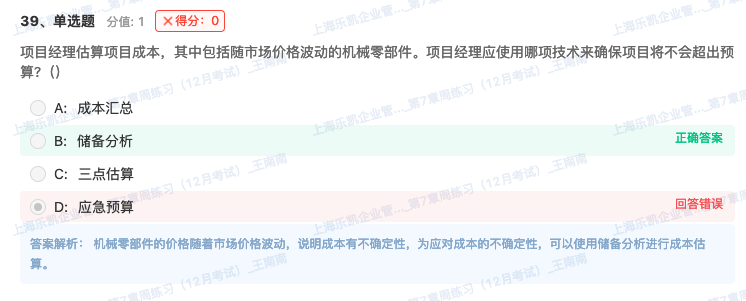 39、单选题 分值: 1 ×得分：0
项目经理估算项目成本，其中包括随市场价格波动的机械零部件。项目经理应使用哪项技术来确保项目将不会超出预
算？()
A: 成本汇总
B: 储备分析 正确答案
C: 三点估算
D: 应急预算 回答错误
答案解析： 机械零部件的价格随着市场价格波动，说明成本有不确定性，为应对成本的不确定性，可以使用储备分析进行成本估
算。
上海乐凯企业管..._第7章周练习（12月考试）_王南南